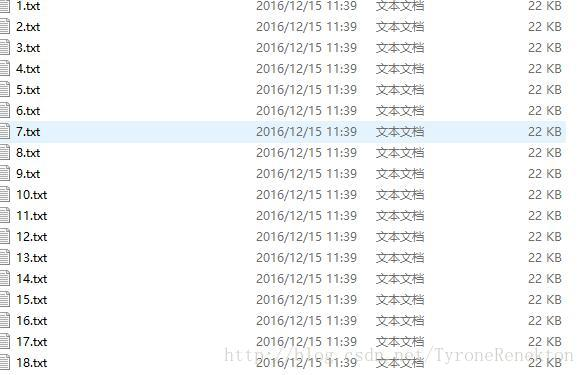 1.txt 2016/12/15 11:39 文本文档 22 KB
2.txt 2016/12/15 11:39 文本文档 22 KB
3.txt 2016/12/15 11:39 文本文档 22 KB
4.txt 2016/12/15 11:39 文本文档 22 KB
5.txt 2016/12/15 11:39 文本文档 22 KB
6.txt 2016/12/15 11:39 文本文档 22 KB
7.txt 2016/12/15 11:39 文本文档 22 KB
8.txt 2016/12/15 11:39 文本文档 22 KB
9.txt 2016/12/15 11:39 文本文档 22 KB
10.txt 2016/12/15 11:39 文本文档 22 KB
11.txt 2016/12/15 11:39 文本文档 22 KB
12.txt 2016/12/15 11:39 文本文档 22 KB
13.txt 2016/12/15 11:39 文本文档 22 KB
14.txt 2016/12/15 11:39 文本文档 22 KB
15.txt 2016/12/15 11:39 文本文档 22 KB
16.txt 2016/12/15 11:39 文本文档 22 KB
17.txt 2016/12/15 11:39 文本文档 22 KB
18.txt 2016/12/15 11:39 文本文档 22 KB
http://blog.csdn.net/TyroneRenekton